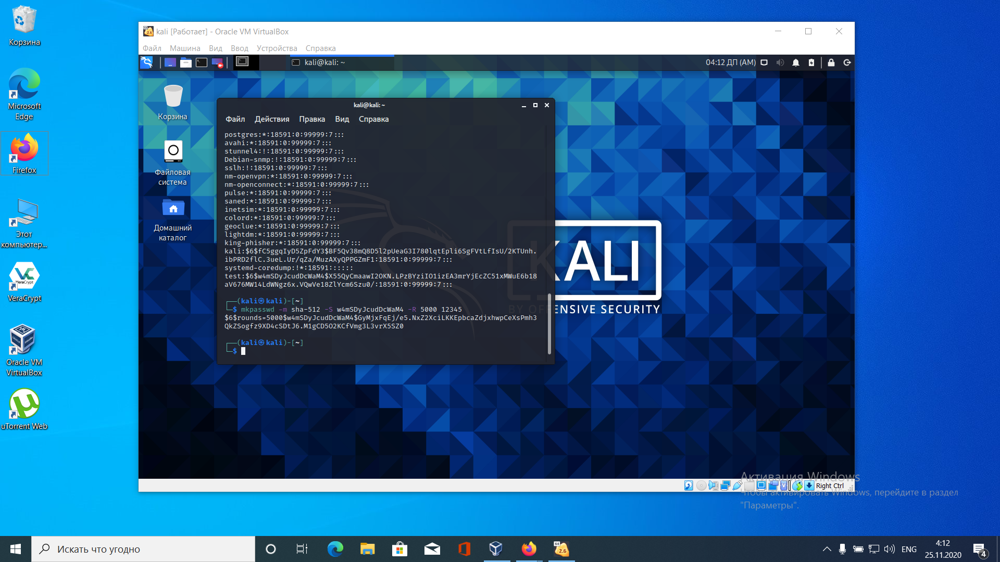 Корзина
Microsoft
Edge
Firefox
Этот
компьютер...
VeraCrypt
VeraCrypt
Oracle VM
VirtualBox
uTorrent Web
kali [Работает] - Oracle VM VirtualBox
Файл Машина Вид Ввод Устройства Справка
kali@kali: ~
04:12 ДП (AM)
Корзина
Файловая
система
Домашний
каталог
kali@kali: ~
Файл Действия Правка Вид Справка
postgres:*:18591:0:99999:7:::
avahi:*:18591:0:99999:7:::
stunnel4:!:18591:0:99999:7:::
Debian-snmp:!:18591:0:99999:7:::
sslh:!:18591:0:99999:7:::
nm-openvpn:*:18591:0:99999:7:::
nm-openconnect:*:18591:0:99999:7:::
pulse:*:18591:0:99999:7:::
saned:*:18591:0:99999:7:::
inetsim:*:18591:0:99999:7:::
colord:*:18591:0:99999:7:::
geoclue:*:18591:0:99999:7:::
lightdm:*:18591:0:99999:7:::
king-phisher:*:18591:0:99999:7:::
kali:$6$fC5ggqIyD5ZpFdY3$BF5Qv38mQ8D5l2pUeaG3I780lqtEpli6SgFVtLfIsU/2KTUnh.
ibPRD2flC.3ueL.Ur/qZa/MuzAXyQPPGZmF1:18591:0:99999:7:::
systemd-coredump:!*:18591::::::
test:$6$w4mSDyJcudDcWaM4$X55QyCmaawI2OKN.LPzBYziIO1izEA3mrYjEcZC51xMWuE6b18
aV676MW14LdWNgz6x.VQwVe18ZlYcm6Szu0/:18591:0:99999:7:::
┌──(kali㉿kali)-[~]
└─$ mkpasswd -m sha-512 -S w4mSDyJcudDcWaM4 -R 5000 12345
$6$rounds=5000$w4mSDyJcudDcWaM4$GyMjxFqEj/e5.NxZ2XciLKKEpbcaZdjxhwpCeXsPmh3
QkZSogfz9XD4cSDtJ6.M1gCD5O2KCfVmg3L3vrX5SZ0
┌──(kali㉿kali)-[~]
└─$
KALI
BY OFFENSIVE SECURITY
Right Ctrl
Активация Windows
Чтобы активировать Windows, перейдите в раздел
"Параметры".
Искать что угодно
64
2.6
ENG
4:12
25.11.2020
4